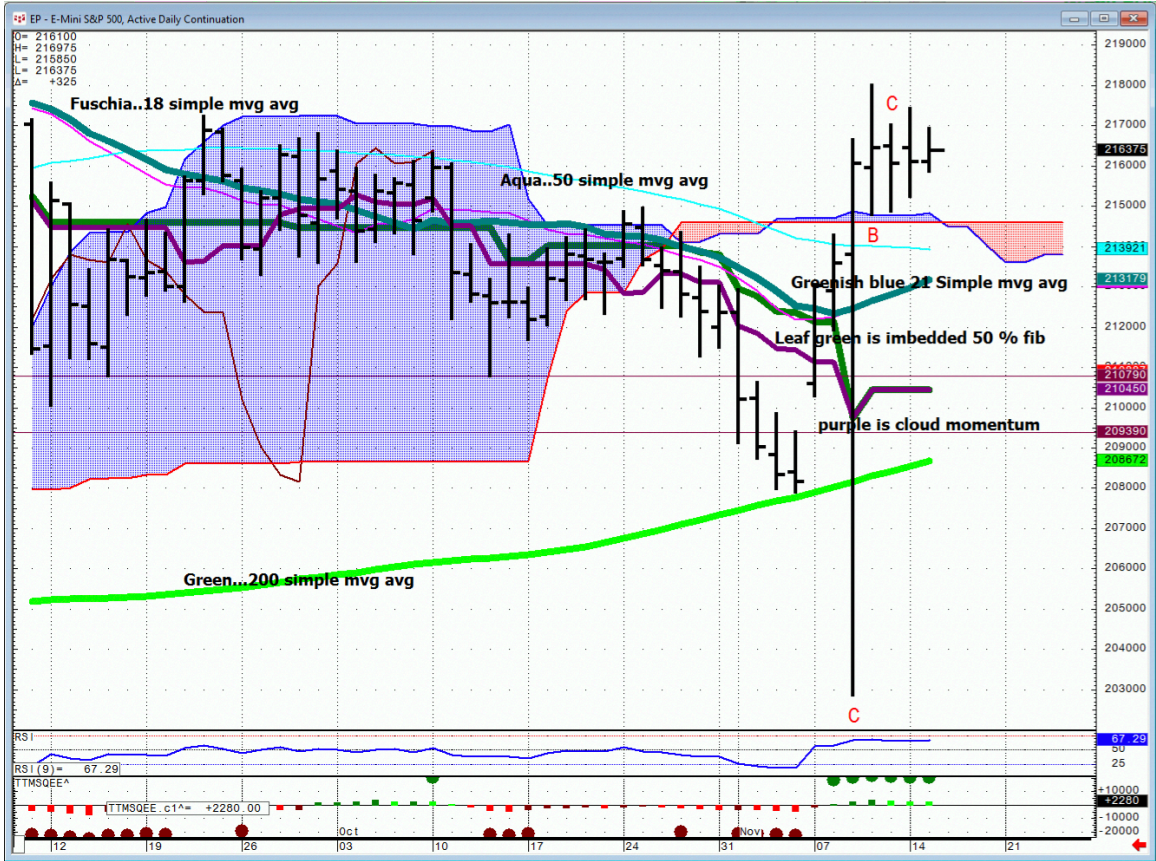 EP - E-Mini S&P 500, Active Daily Continuation
O= 216100
H= 216975
L= 215850
L= 216375
Δ= +325
Fuschia..18 simple mvg avg
Aqua..50 simple mvg avg
Greenish blue 21 Simple mvg avg
Leaf green is imbedded 50 % fib
purple is cloud momentum
Green...200 simple mvg avg
C
B
C
219000
218000
217000
216375
216000
215000
213921
213179
212000
210790
210450
210000
209390
209000
208672
208000
207000
206000
205000
204000
203000
RSI
RSI(9)= 67.29
67.29
50
25
TTMSQEE^
TTMSQEE.c1^= +2280.00
+10000
+2280
-10000
-20000
Oct
Nov
12
19
26
03
10
17
24
31
07
14
21